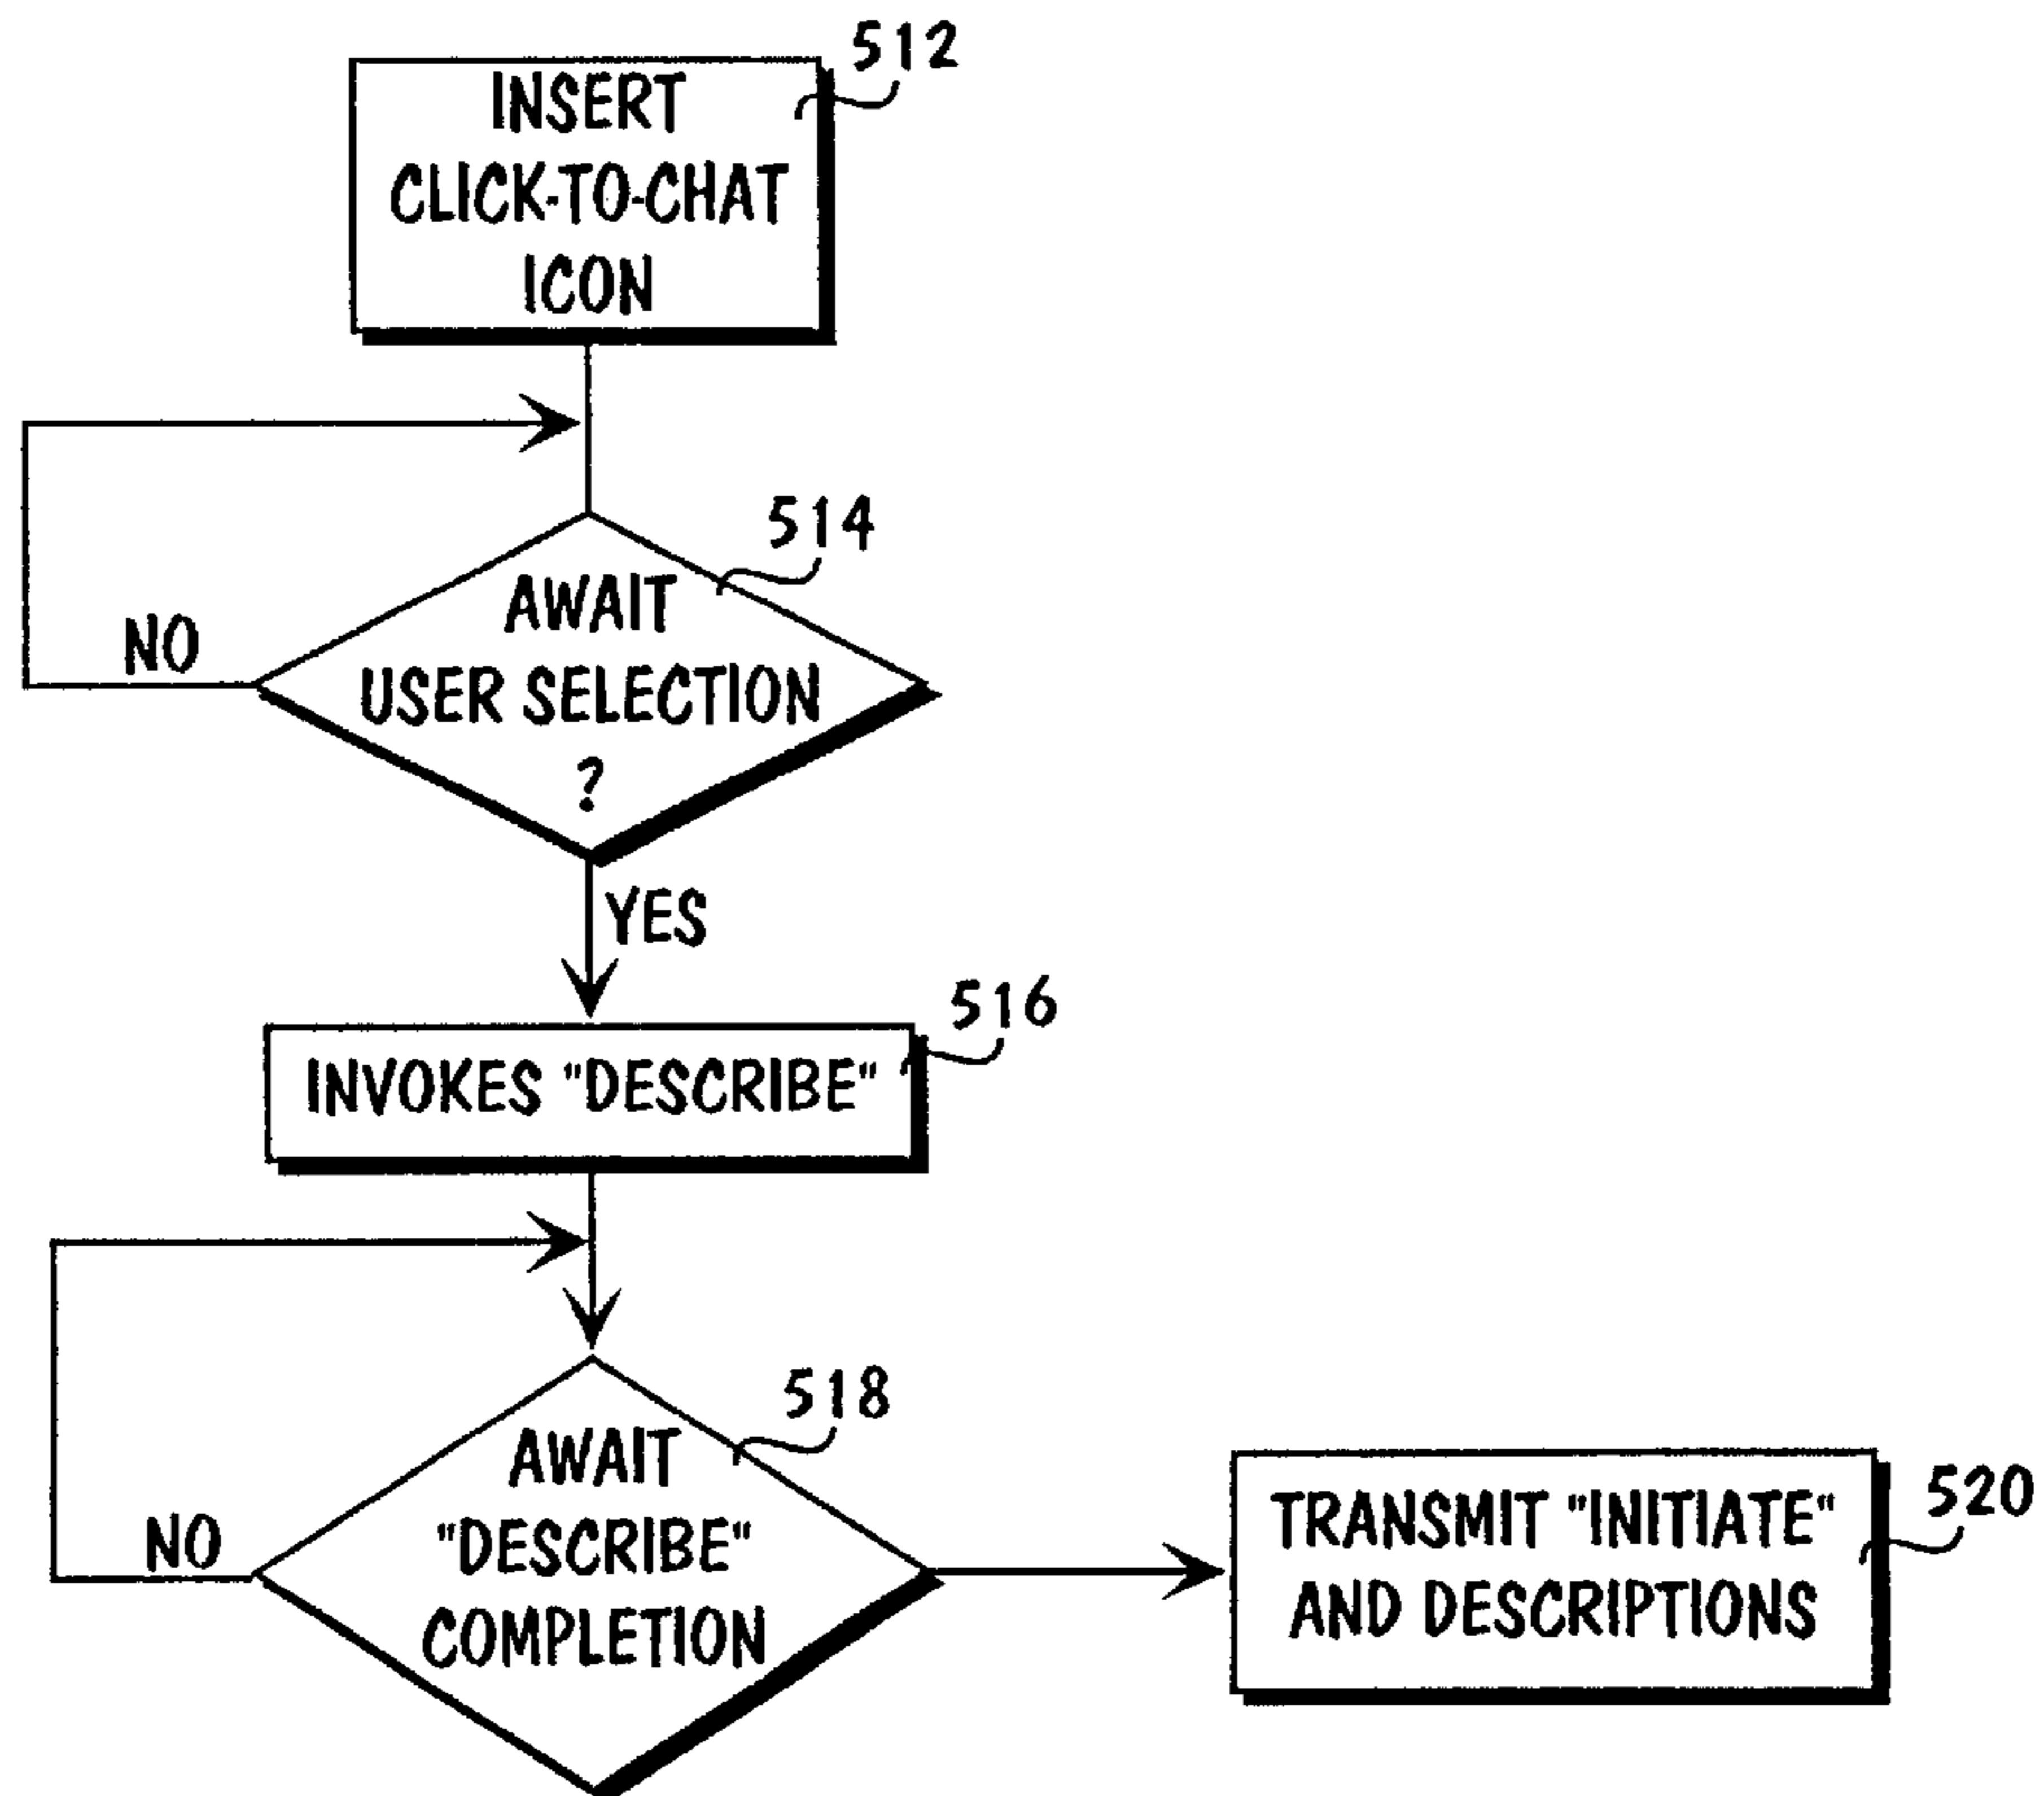 512
INSERT
CLICK-TO-CHAT
ICON
514
AWAIT
USER SELECTION
?
NO
YES
516
INVOKES "DESCRIBE"
518
AWAIT
"DESCRIBE"
COMPLETION
NO
520
TRANSMIT "INITIATE"
AND DESCRIPTIONS